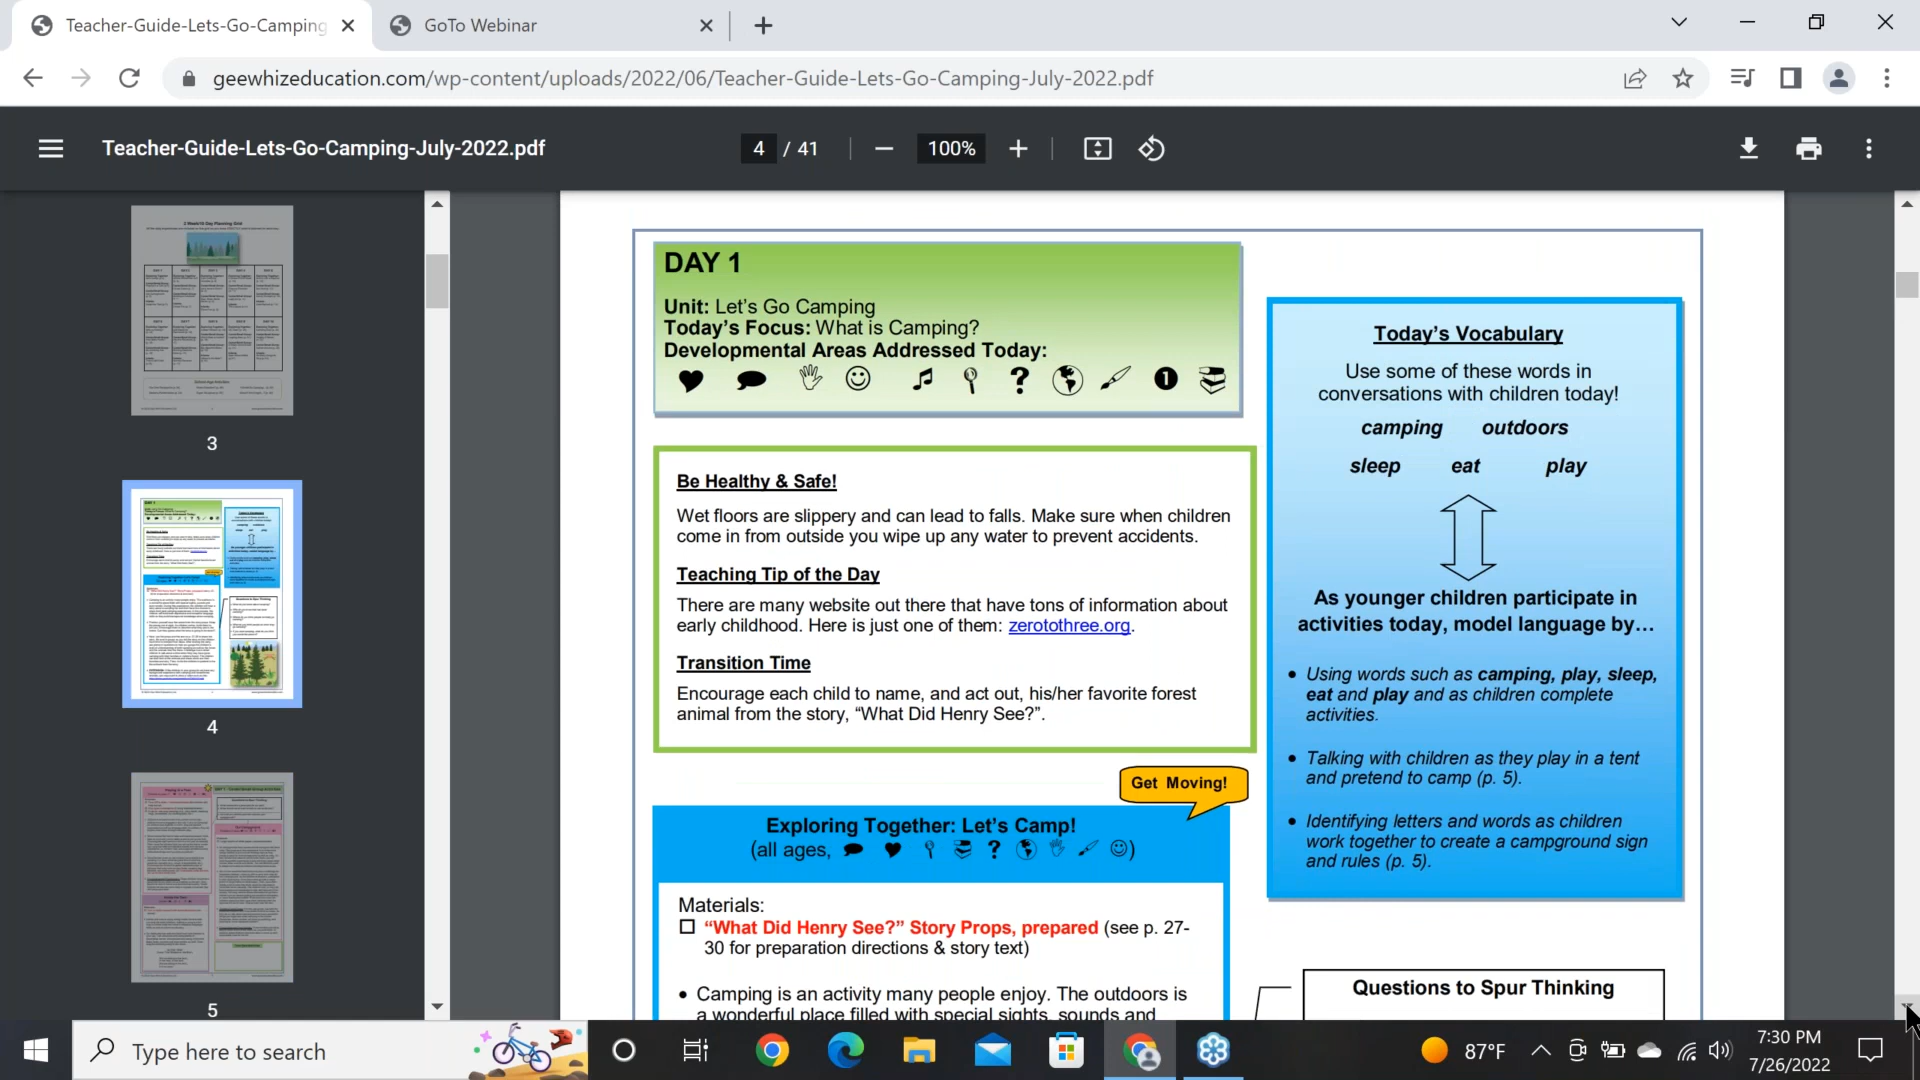 Teacher-Guide-Lets-Go-Camping
GoTo Webinar
geewhizeducation.com/wp-content/uploads/2022/06/Teacher-Guide-Lets-Go-Camping-July-2022.pdf
Teacher-Guide-Lets-Go-Camping-July-2022.pdf
4 / 41
100%
3
4
5
DAY 1
Unit: Let's Go Camping
Today's Focus: What is Camping?
Developmental Areas Addressed Today:
Be Healthy & Safe!
Wet floors are slippery and can lead to falls. Make sure when children
come in from outside you wipe up any water to prevent accidents.
Teaching Tip of the Day
There are many website out there that have tons of information about
early childhood. Here is just one of them: zerotothree.org.
Transition Time
Encourage each child to name, and act out, his/her favorite forest
animal from the story, “What Did Henry See?”.
Get Moving!
Exploring Together: Let's Camp!
(all ages, )
Materials:
“What Did Henry See?” Story Props, prepared (see p. 27-
30 for preparation directions & story text)
• Camping is an activity many people enjoy. The outdoors is
a wonderful place filled with special sights, sounds and
Today's Vocabulary
Use some of these words in
conversations with children today!
camping outdoors
sleep eat play
As younger children participate in
activities today, model language by…
• Using words such as camping, play, sleep,
eat and play and as children complete
activities.
• Talking with children as they play in a tent
and pretend to camp (p. 5).
• Identifying letters and words as children
work together to create a campground sign
and rules (p. 5).
Questions to Spur Thinking
Type here to search
87°F
7:30 PM
7/26/2022